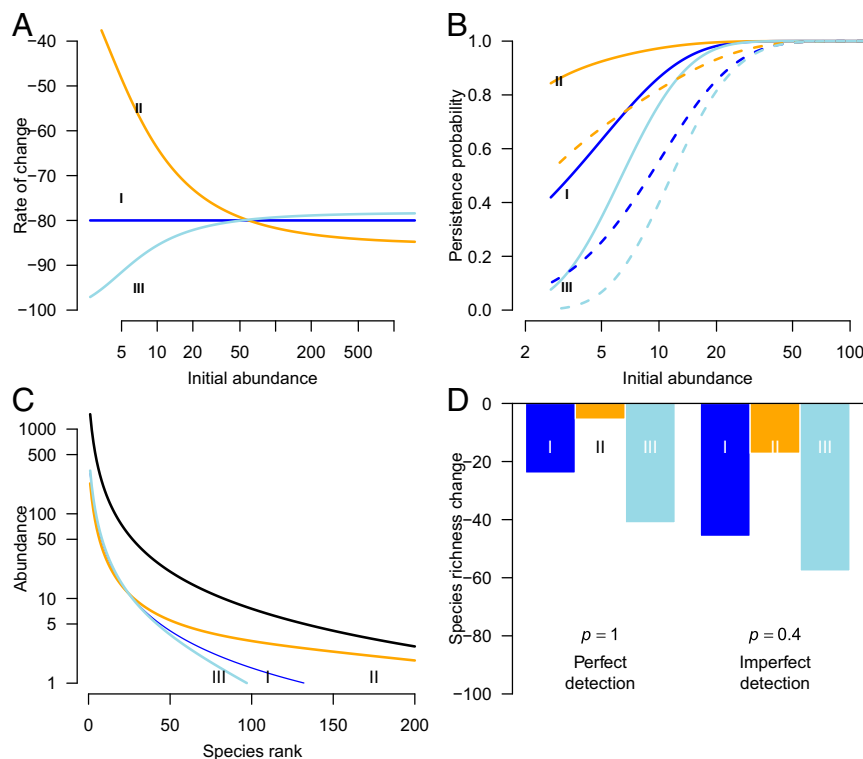 A
−40
−50
−60
−70
−80
−90
−100
Rate of change
II
I
III
5 10 20 50 200 500
Initial abundance
B
1.0
0.8
0.6
0.4
0.2
0.0
Persistence probability
II
I
III
2 5 10 20 50 100
Initial abundance
C
1000
500
100
50
10
5
1
Abundance
III I II
0 50 100 150 200
Species rank
D
0
−20
−40
−60
−80
−100
Species richness change
I II III I II III
p = 1 p = 0.4
Perfect Imperfect
detection detection